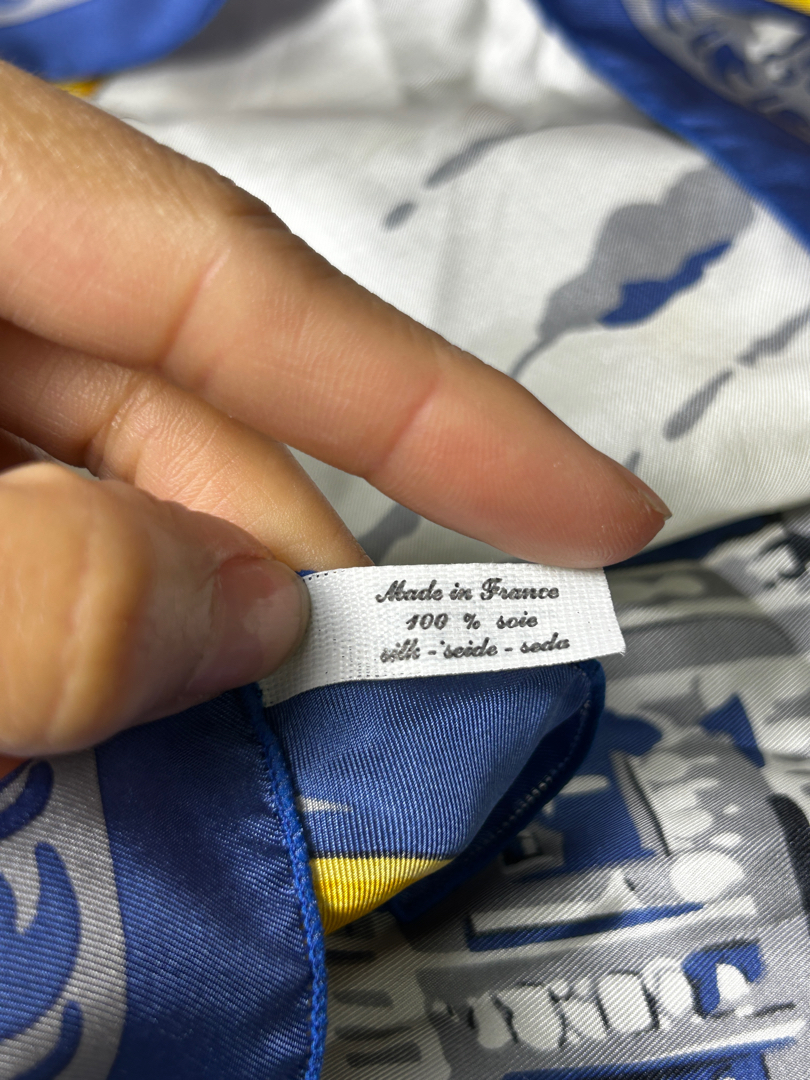 Made in France
100 % soie
silk - seide - seda